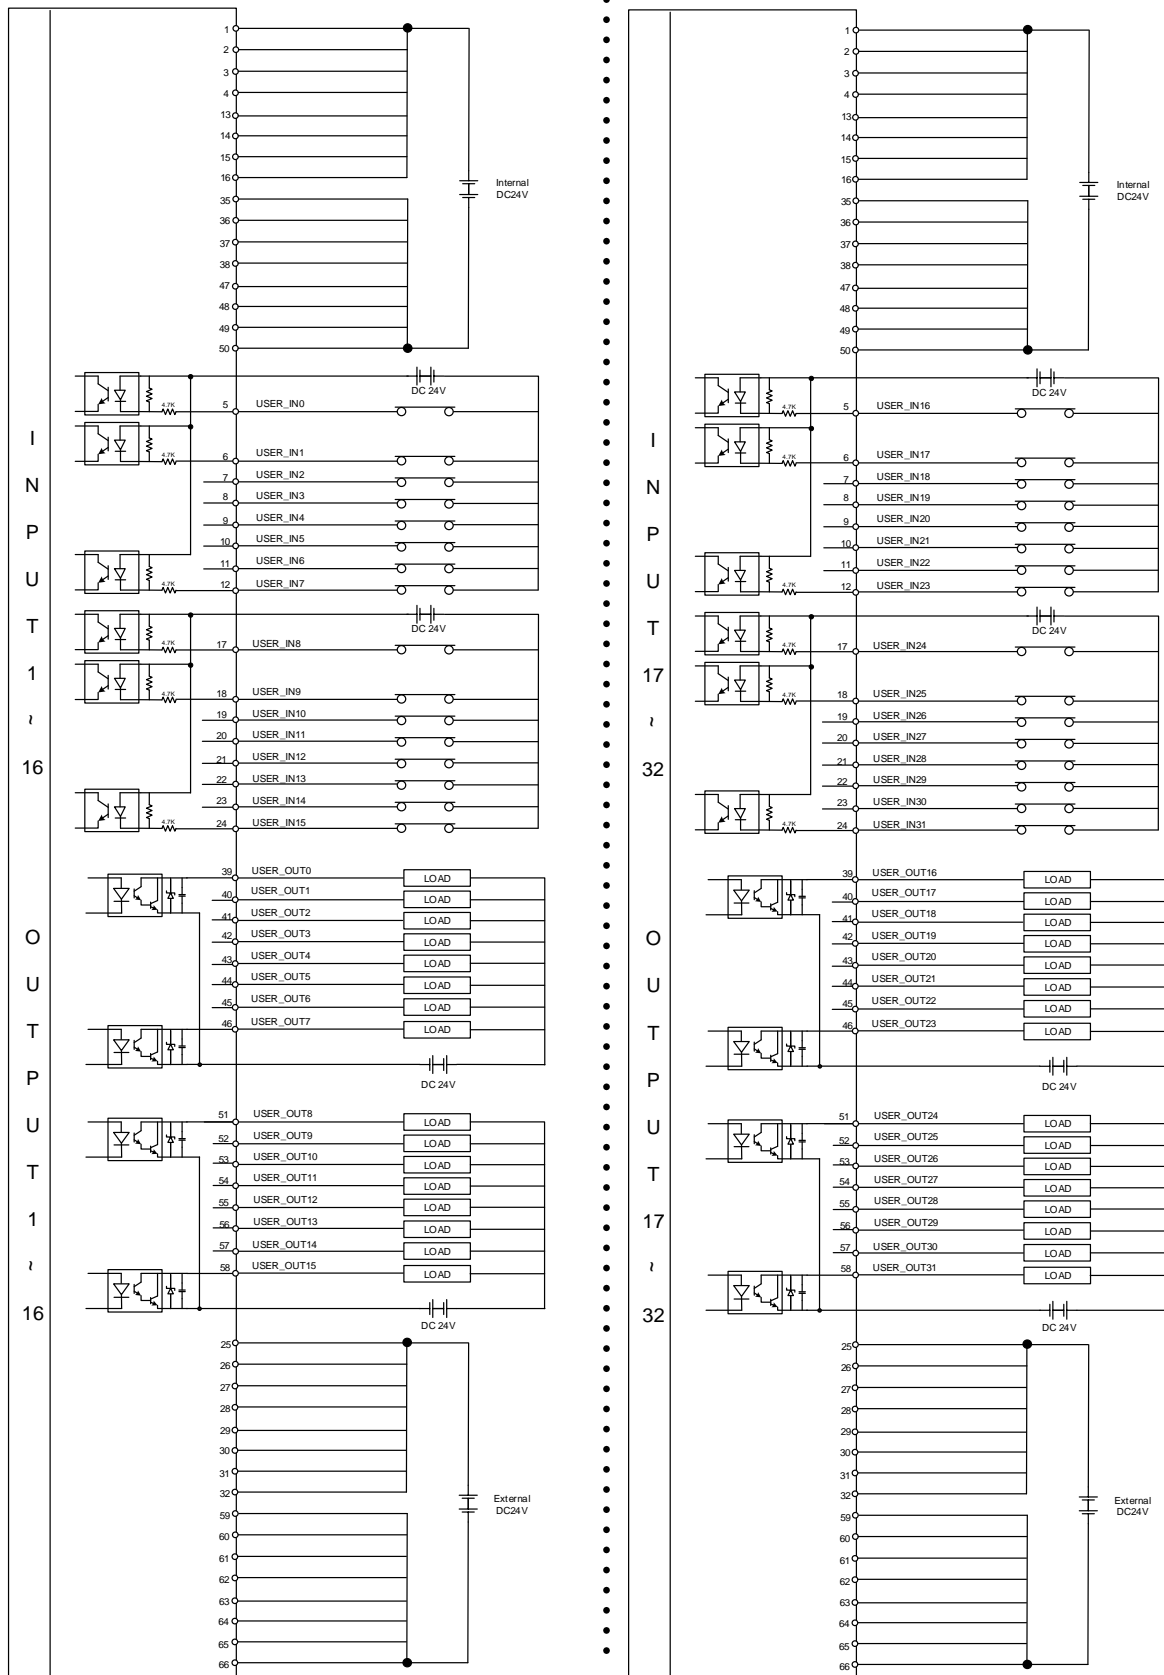 1
2
3
4
13
14
15
16
Internal
DC24V
35
36
37
38
47
48
49
50
DC 24V
4.7K
5 USER_IN0
4.7K
6 USER_IN1
7 USER_IN2
8 USER_IN3
9 USER_IN4
10 USER_IN5
11 USER_IN6
4.7K
12 USER_IN7
DC 24V
4.7K
17 USER_IN8
4.7K
18 USER_IN9
19 USER_IN10
20 USER_IN11
21 USER_IN12
22 USER_IN13
23 USER_IN14
4.7K
24 USER_IN15
I
N
P
U
T
1
~
16
39 USER_OUT0 LOAD
40 USER_OUT1 LOAD
41 USER_OUT2 LOAD
42 USER_OUT3 LOAD
43 USER_OUT4 LOAD
44 USER_OUT5 LOAD
45 USER_OUT6 LOAD
46 USER_OUT7 LOAD
DC 24V
51 USER_OUT8 LOAD
52 USER_OUT9 LOAD
53 USER_OUT10 LOAD
54 USER_OUT11 LOAD
55 USER_OUT12 LOAD
56 USER_OUT13 LOAD
57 USER_OUT14 LOAD
58 USER_OUT15 LOAD
DC 24V
O
U
T
P
U
T
1
~
16
25
26
27
28
29
30
31
32
External
DC24V
59
60
61
62
63
64
65
66
1
2
3
4
13
14
15
16
Internal
DC24V
35
36
37
38
47
48
49
50
DC 24V
4.7K
5 USER_IN16
4.7K
6 USER_IN17
7 USER_IN18
8 USER_IN19
9 USER_IN20
10 USER_IN21
11 USER_IN22
4.7K
12 USER_IN23
DC 24V
4.7K
17 USER_IN24
4.7K
18 USER_IN25
19 USER_IN26
20 USER_IN27
21 USER_IN28
22 USER_IN29
23 USER_IN30
4.7K
24 USER_IN31
I
N
P
U
T
17
~
32
39 USER_OUT16 LOAD
40 USER_OUT17 LOAD
41 USER_OUT18 LOAD
42 USER_OUT19 LOAD
43 USER_OUT20 LOAD
44 USER_OUT21 LOAD
45 USER_OUT22 LOAD
46 USER_OUT23 LOAD
DC 24V
51 USER_OUT24 LOAD
52 USER_OUT25 LOAD
53 USER_OUT26 LOAD
54 USER_OUT27 LOAD
55 USER_OUT28 LOAD
56 USER_OUT29 LOAD
57 USER_OUT30 LOAD
58 USER_OUT31 LOAD
DC 24V
O
U
T
P
U
T
17
~
32
25
26
27
28
29
30
31
32
External
DC24V
59
60
61
62
63
64
65
66